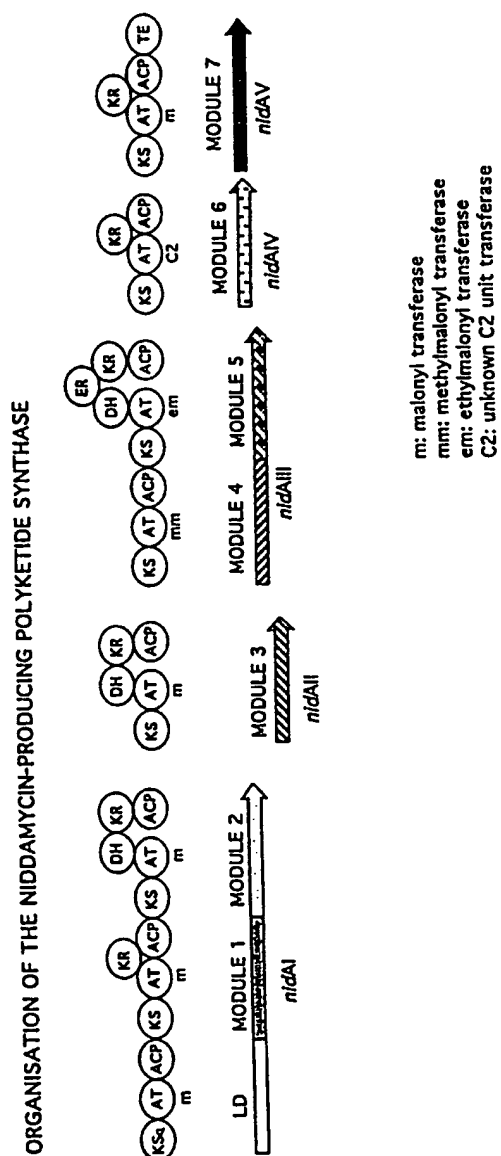 ORGANISATION OF THE NIDDAMYCIN-PRODUCING POLYKETIDE SYNTHASE
KR DH KR
KSq AT ACP KS AT ACP KS AT ACP
m m m
LD MODULE 1 MODULE 2
nidAI
DH KR
KS AT ACP
m
MODULE 3
nidAII
ER
DH KR
KS AT ACP KS AT ACP
mm em
MODULE 4 MODULE 5
nidAIII
KR
KS AT ACP
C2
MODULE 6
nidAIV
KR
KS AT ACP TE
m
MODULE 7
nidAV
m: malonyl transferase
mm: methylmalonyl transferase
em: ethylmalonyl transferase
C2: unknown C2 unit transferase